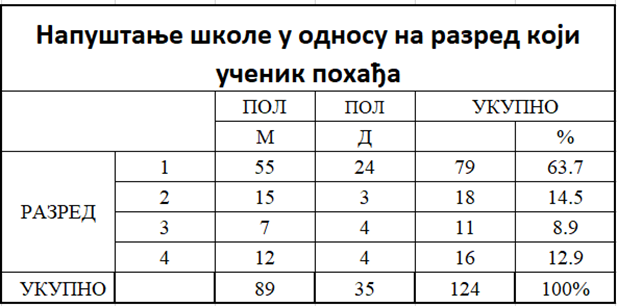 Напуштање школе у односу на разред који
ученик похађа
ПОЛ ПОЛ УКУПНО
М Д %
РАЗРЕД
1 55 24 79 63.7
2 15 3 18 14.5
3 7 4 11 8.9
4 12 4 16 12.9
УКУПНО 89 35 124 100%